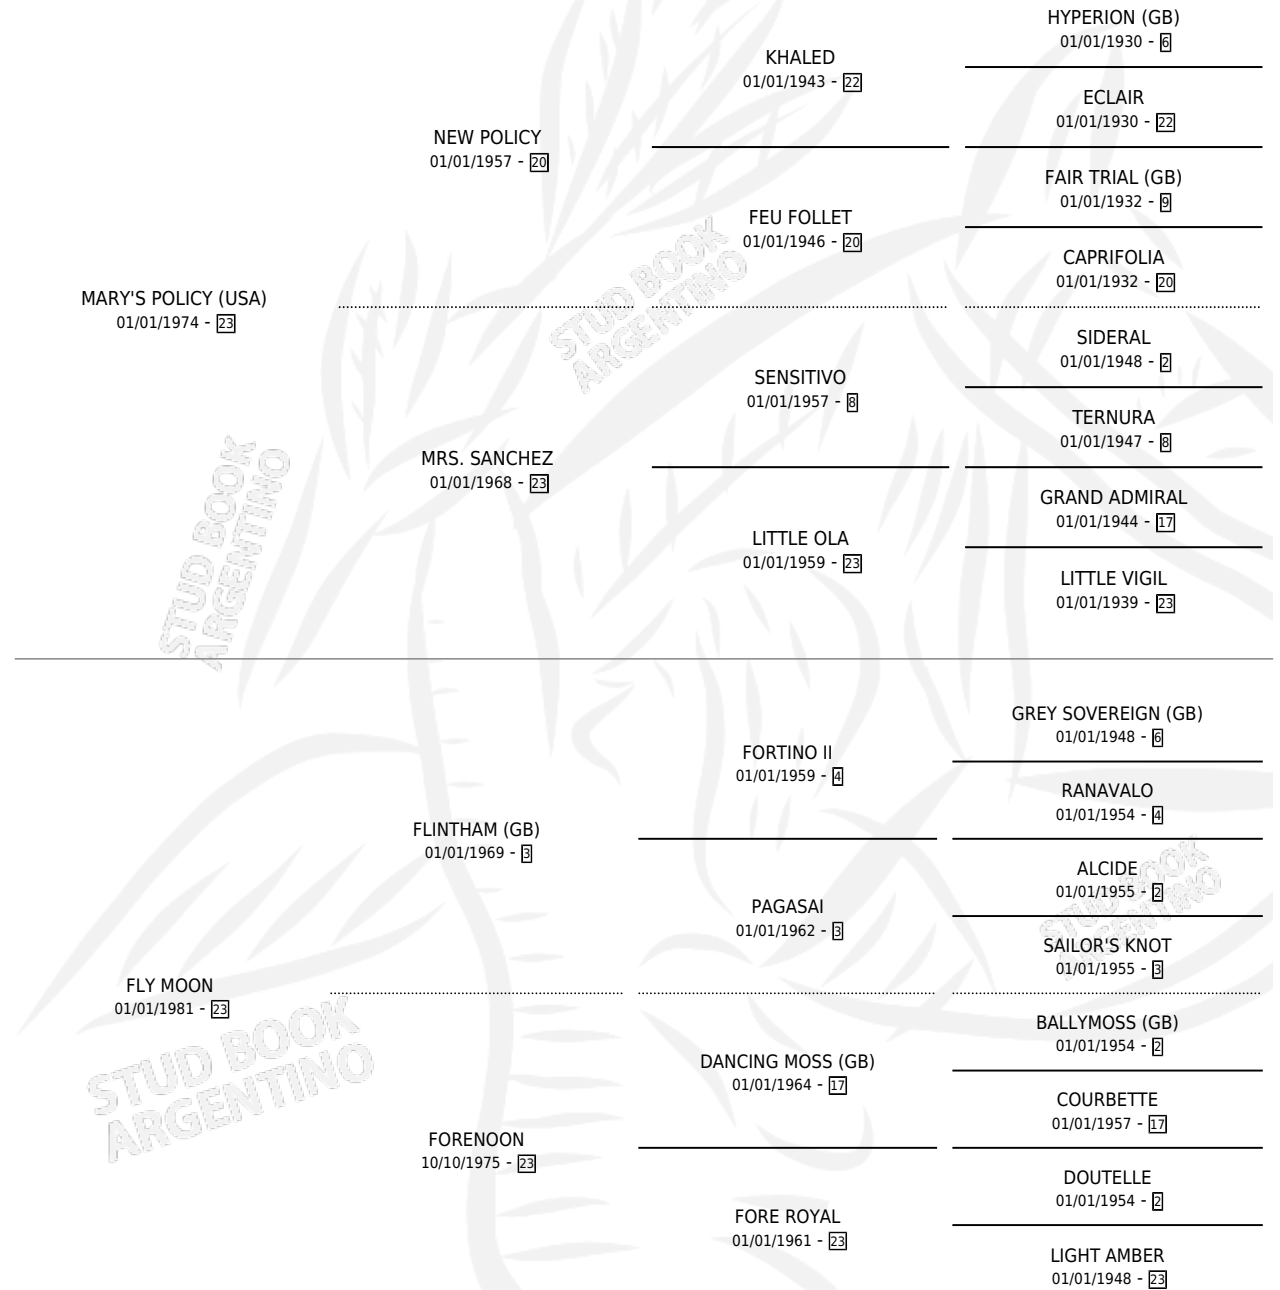 HYPERION (GB)
01/01/1930 - 6
KHALED
01/01/1943 - 22
ECLAIR
01/01/1930 - 22
NEW POLICY
01/01/1957 - 20
FAIR TRIAL (GB)
01/01/1932 - 9
FEU FOLLET
01/01/1946 - 20
CAPRIFOLIA
01/01/1932 - 20
MARY'S POLICY (USA)
01/01/1974 - 23
STUD BOOK
ARGENTINO
SIDERAL
01/01/1948 - 2
SENSITIVO
01/01/1957 - 8
TERNURA
01/01/1947 - 8
MRS. SANCHEZ
01/01/1968 - 23
GRAND ADMIRAL
01/01/1944 - 17
LITTLE OLA
01/01/1959 - 23
LITTLE VIGIL
01/01/1939 - 23
STUD BOOK
ARGENTINO
GREY SOVEREIGN (GB)
01/01/1948 - 6
FORTINO II
01/01/1959 - 4
RANAVALO
01/01/1954 - 4
FLINTHAM (GB)
01/01/1969 - 3
ALCIDE
01/01/1955 - 2
PAGASAI
01/01/1962 - 3
SAILOR'S KNOT
01/01/1955 - 3
STUD BOOK
ARGENTINO
FLY MOON
01/01/1981 - 23
BALLYMOSS (GB)
01/01/1954 - 2
DANCING MOSS (GB)
01/01/1964 - 17
COURBETTE
01/01/1957 - 17
STUD BOOK
ARGENTINO
FORENOON
10/10/1975 - 23
DOUTELLE
01/01/1954 - 2
FORE ROYAL
01/01/1961 - 23
LIGHT AMBER
01/01/1948 - 23